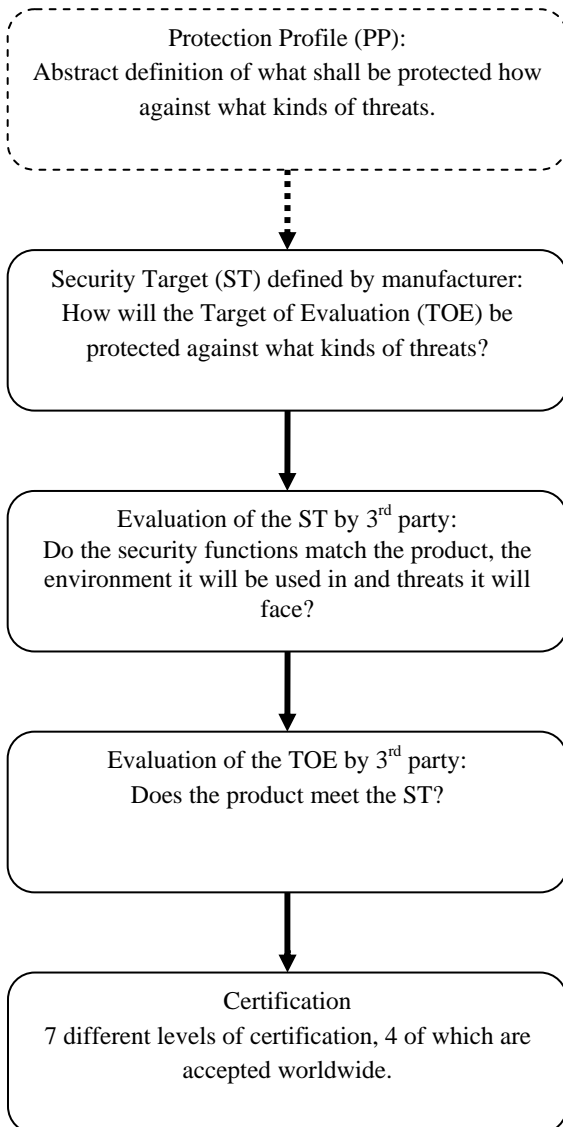 Protection Profile (PP):
Abstract definition of what shall be protected how
against what kinds of threats.
Security Target (ST) defined by manufacturer:
How will the Target of Evaluation (TOE) be
protected against what kinds of threats?
Evaluation of the ST by 3rd party:
Do the security functions match the product, the
environment it will be used in and threats it will
face?
Evaluation of the TOE by 3rd party:
Does the product meet the ST?
Certification
7 different levels of certification, 4 of which are
accepted worldwide.